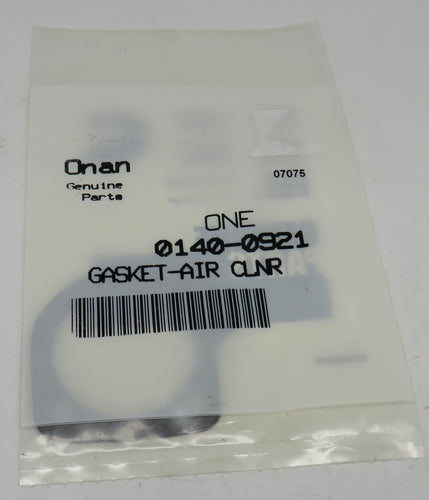 Onan
Genuine
Parts
07075
ONE
0140-0921
GASKET-AIR CLNR